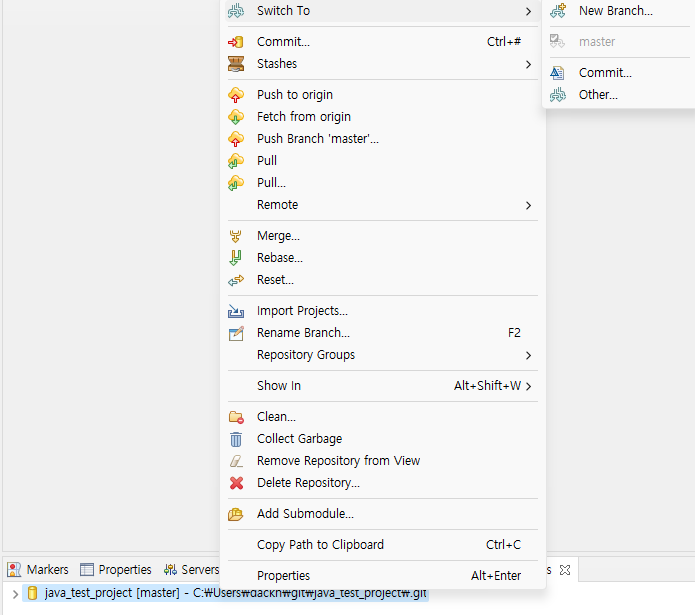 Switch To
New Branch...
master
Commit...
Other...
Commit... Ctrl+#
Stashes
Push to origin
Fetch from origin
Push Branch 'master'...
Pull
Pull...
Remote
Merge...
Rebase...
Reset...
Import Projects...
Rename Branch... F2
Repository Groups
Show In Alt+Shift+W
Clean...
Collect Garbage
Remove Repository from View
Delete Repository...
Add Submodule...
Copy Path to Clipboard Ctrl+C
Properties Alt+Enter
Markers Properties Servers
java_test_project [master] - C:₩Users₩dackh₩git₩java_test_project₩.git